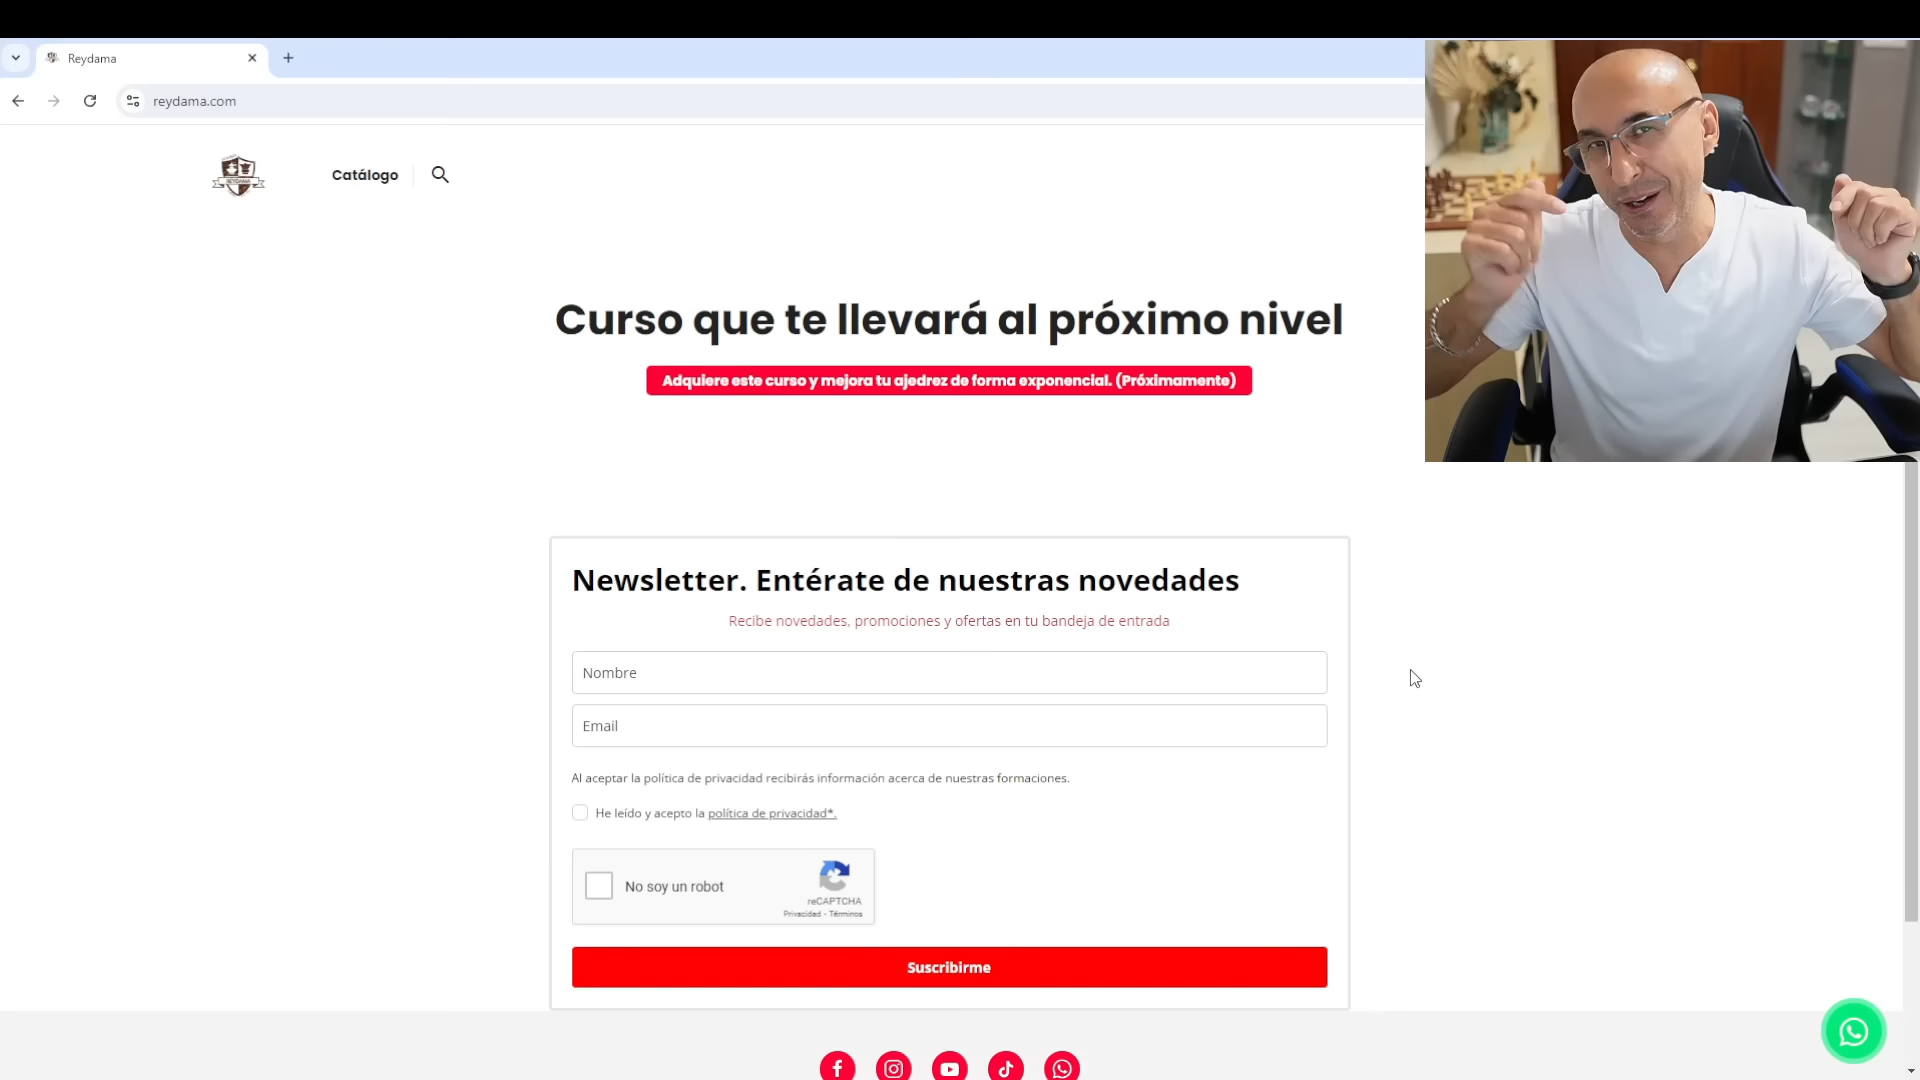 Reydama
reydama.com
REYDAMA
Catálogo
Curso que te llevará al próximo nivel
Adquiere este curso y mejora tu ajedrez de forma exponencial. (Próximamente)
Newsletter. Entérate de nuestras novedades
Recibe novedades, promociones y ofertas en tu bandeja de entrada
Nombre
Email
Al aceptar la política de privacidad recibirás información acerca de nuestras formaciones.
He leído y acepto la política de privacidad*.
No soy un robot
reCAPTCHA
Privacidad - Términos
Suscribirme